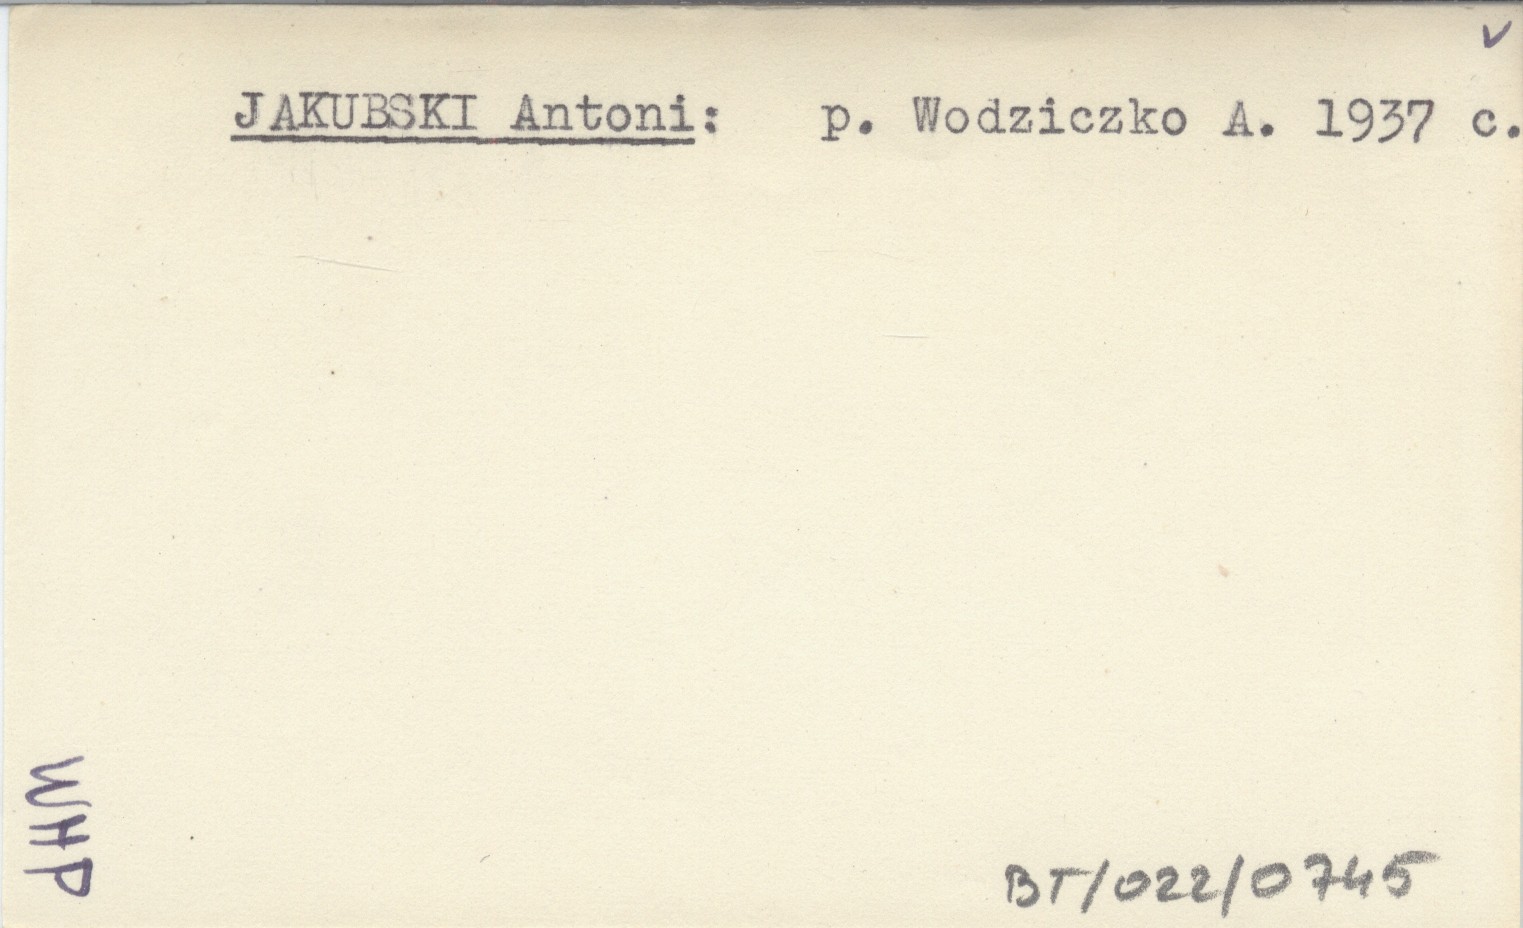 v
JAKUBSKI Antoni: p. Wodziczko A. 1937 c.
WHP
BT/022/0745